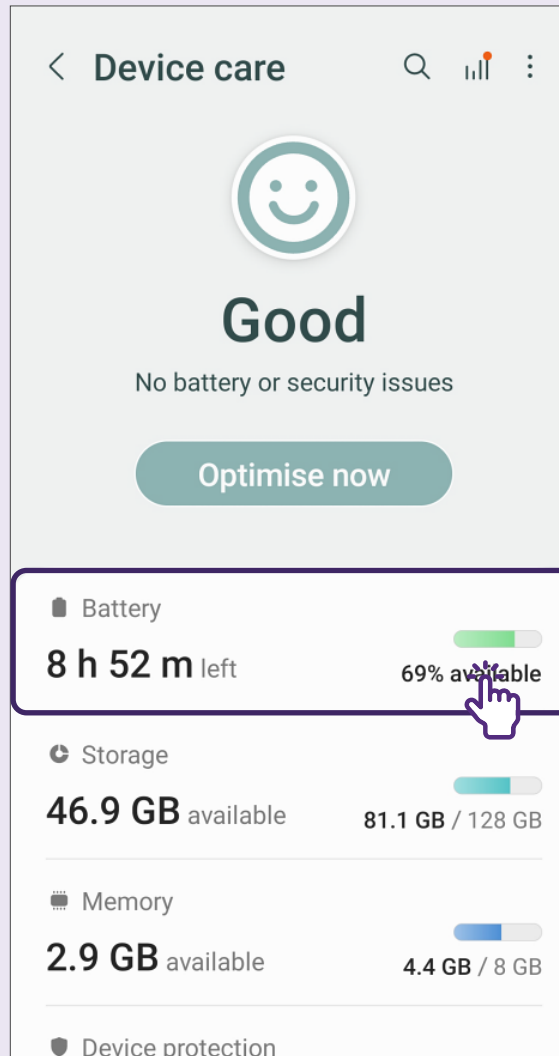 Device care
Good
No battery or security issues
Optimise now
Battery
8 h 52 m left
69% available
Storage
46.9 GB available
81.1 GB / 128 GB
Memory
2.9 GB available
4.4 GB / 8 GB
Device protection